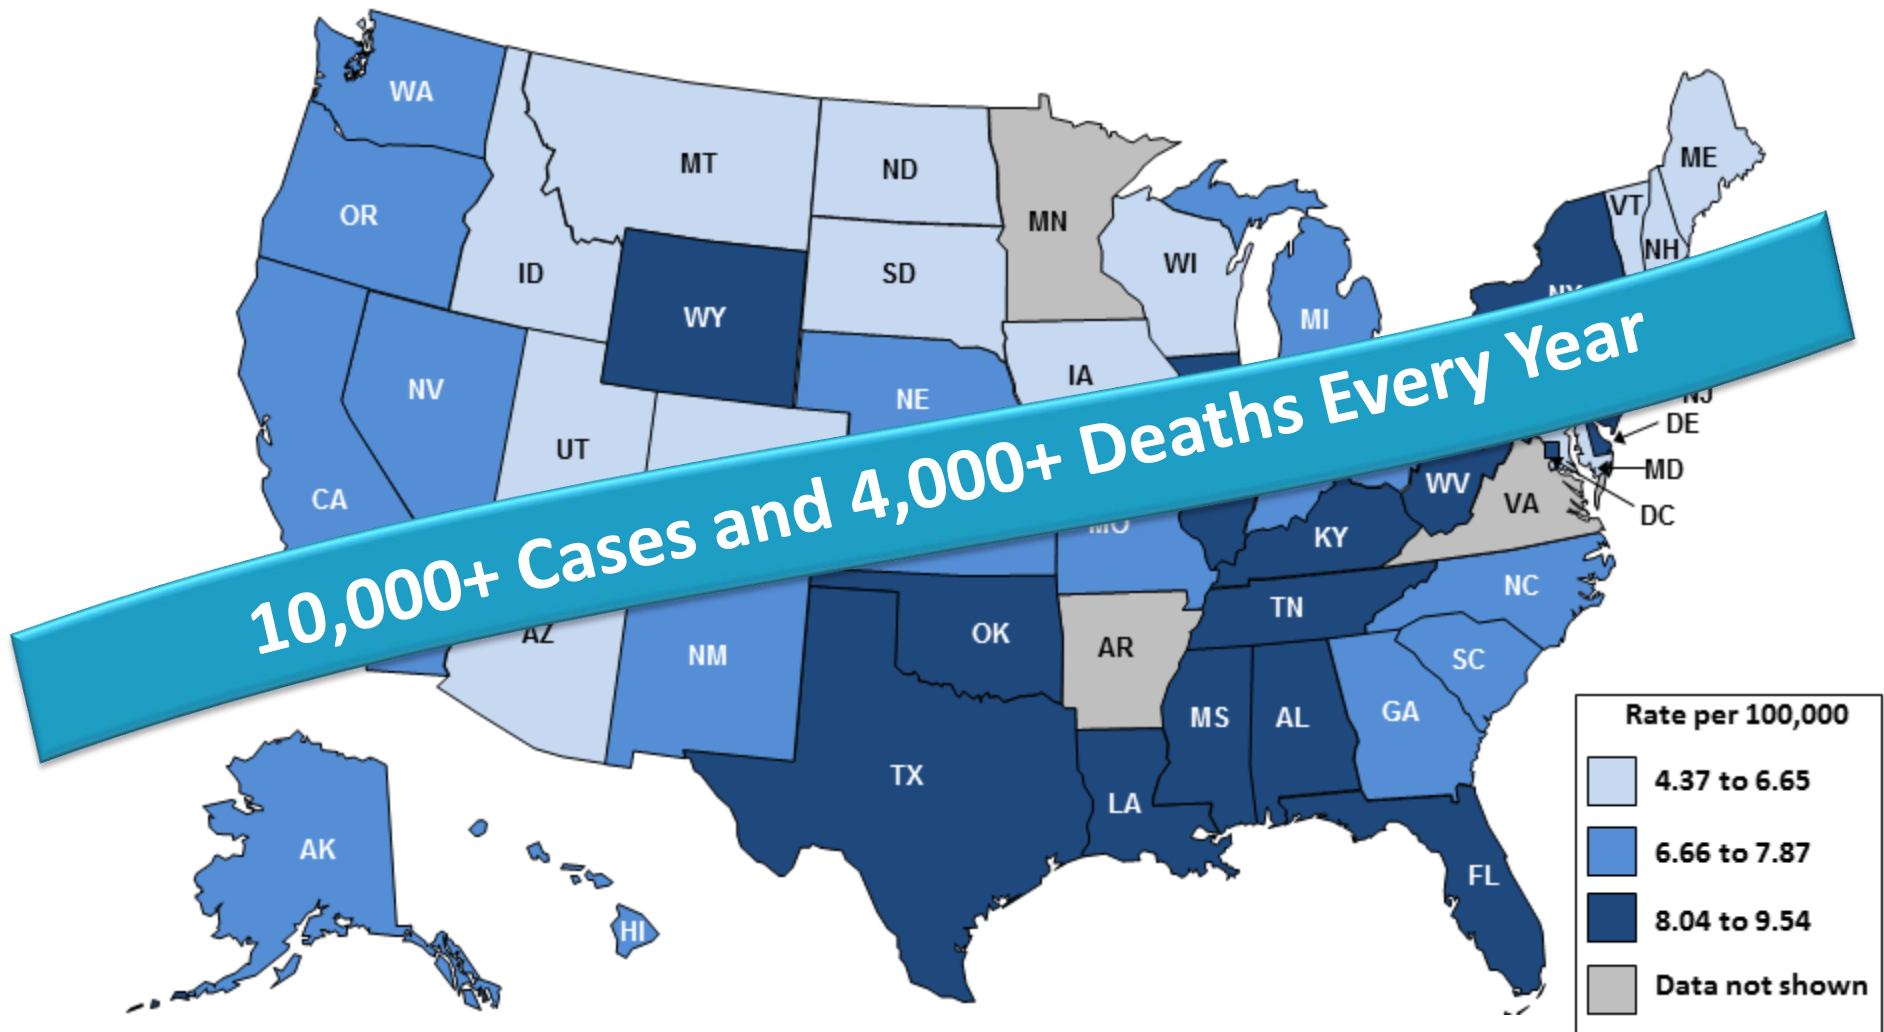 WA
MT
ND
ME
OR
MN
VT
ID
SD
WI
NH
WY
NY
MI
NV
NE
IA
UT
NJ
DE
CA
MD
WV
VA
DC
MO
KY
10,000+ Cases and 4,000+ Deaths Every Year
NC
TN
AZ
OK
AR
NM
SC
MS
AL
GA
TX
LA
AK
FL
HI
Rate per 100,000
4.37 to 6.65
6.66 to 7.87
8.04 to 9.54
Data not shown